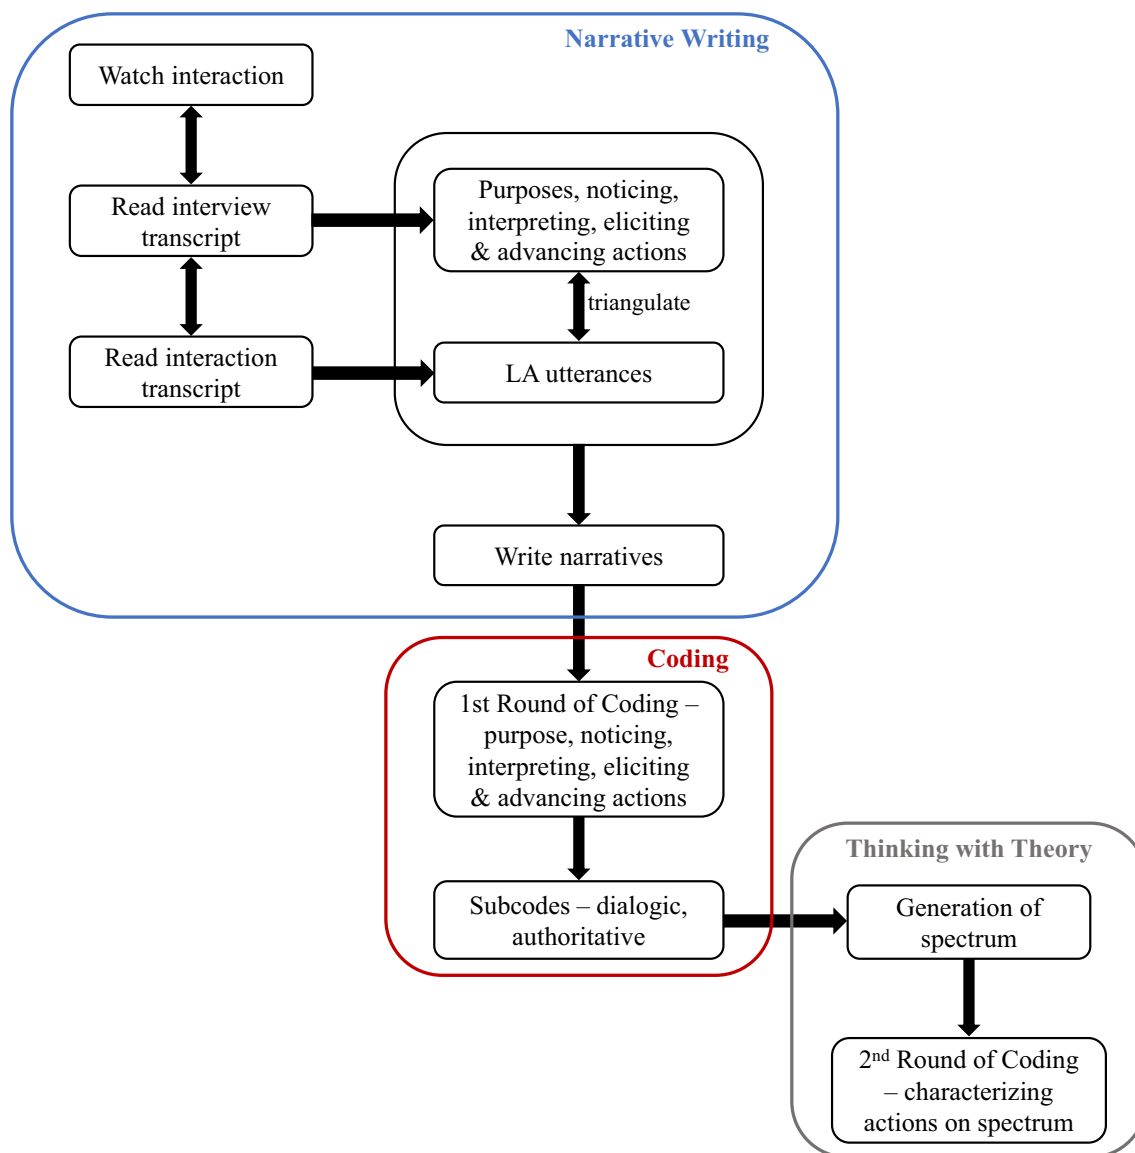 Narrative Writing
Watch interaction
Read interview
transcript
Purposes, noticing,
interpreting, eliciting
& advancing actions
triangulate
Read interaction
transcript
LA utterances
Write narratives
Coding
1st Round of Coding –
purpose, noticing,
interpreting, eliciting
& advancing actions
Subcodes – dialogic,
authoritative
Thinking with Theory
Generation of
spectrum
2nd Round of Coding
– characterizing
actions on spectrum